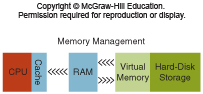 Copyright © McGraw-Hill Education.
Permission required for reproduction or display.
Memory Management
CPU
Cache
RAM
Virtual
Memory
Hard-Disk
Storage